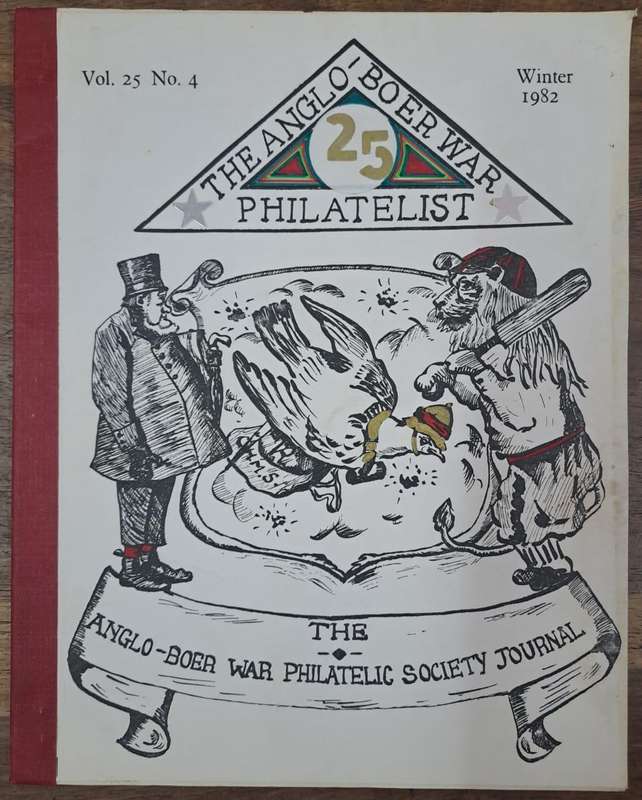 Vol. 25 No. 4
Winter
1982
THE ANGLO-BOER WAR
25
PHILATELIST
THE
ANGLO-BOER WAR PHILATELIC SOCIETY JOURNAL